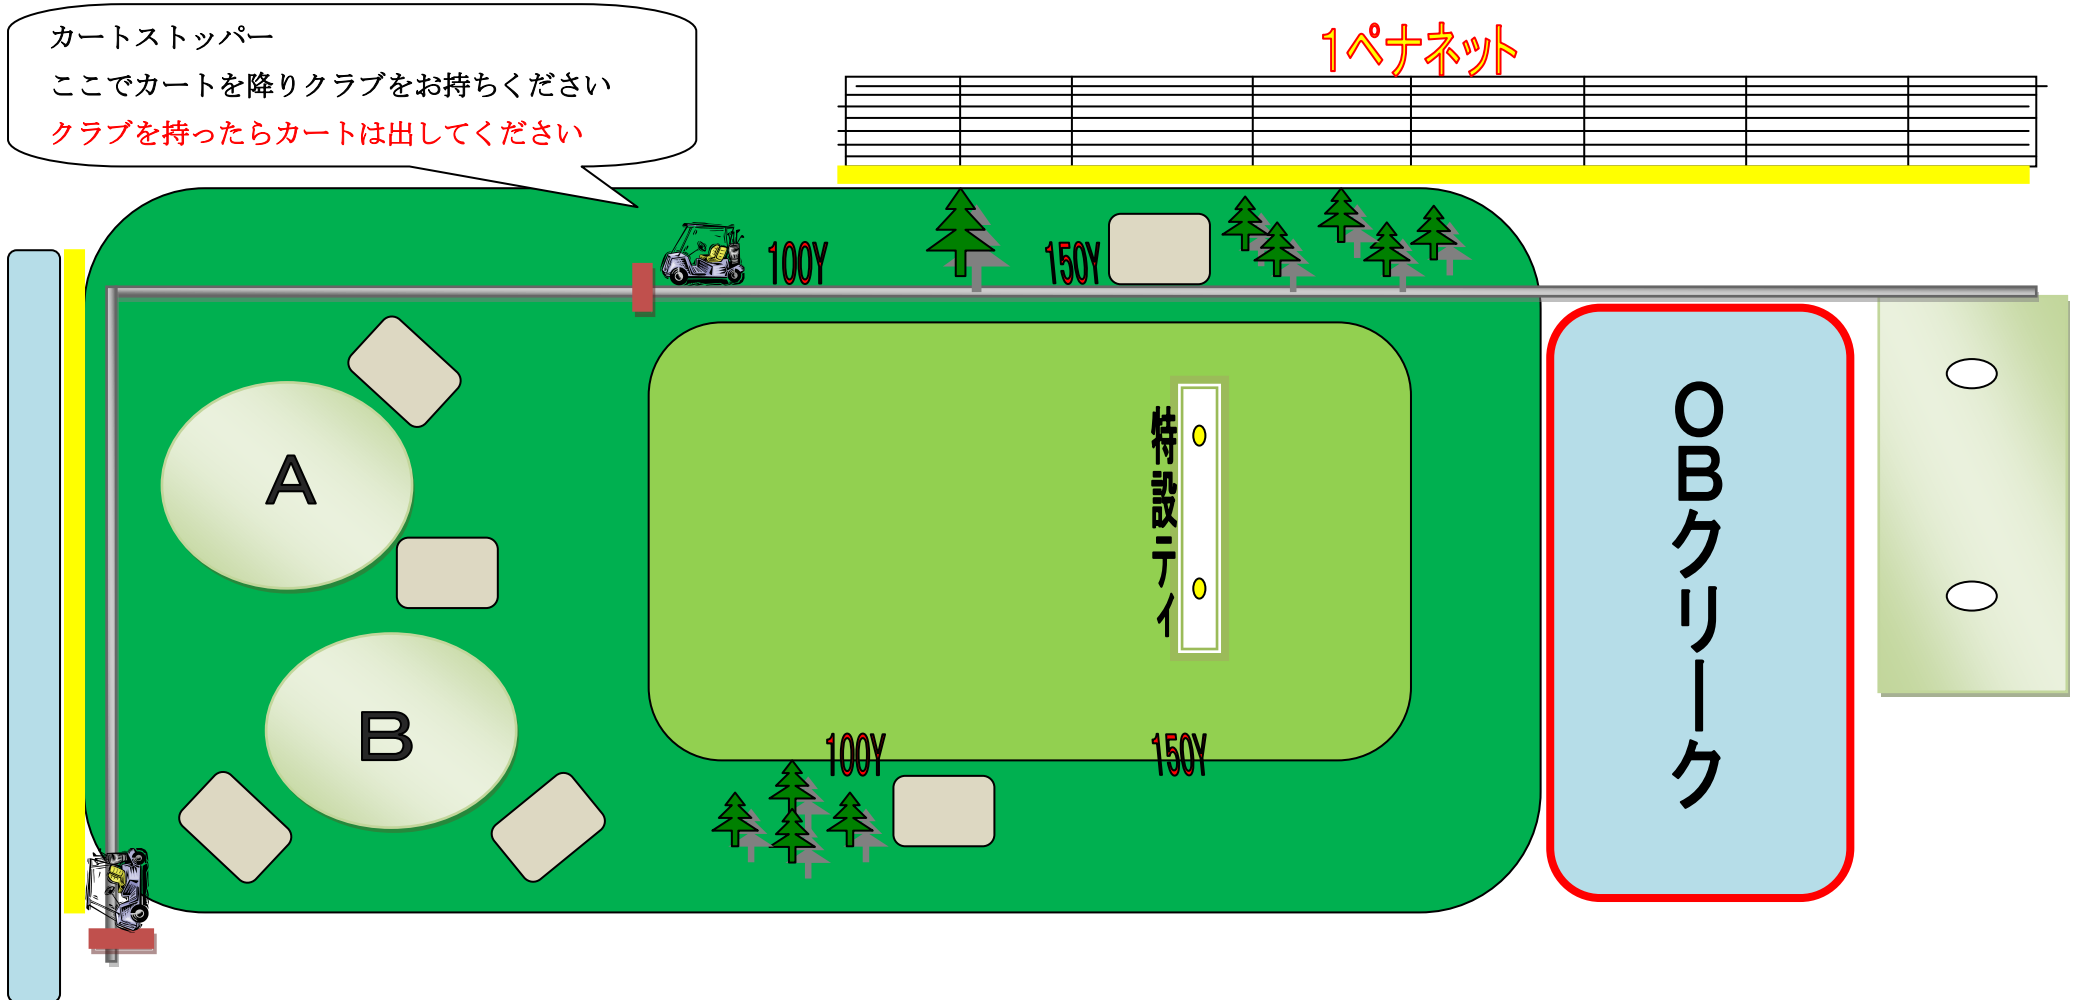 カートストッパー
ここでカートを降りクラブをお持ちください
クラブを持ったらカートは出してください
1ペナネット
100Y
150Y
特設ティ
OBクリーク
A
B
100Y
150Y